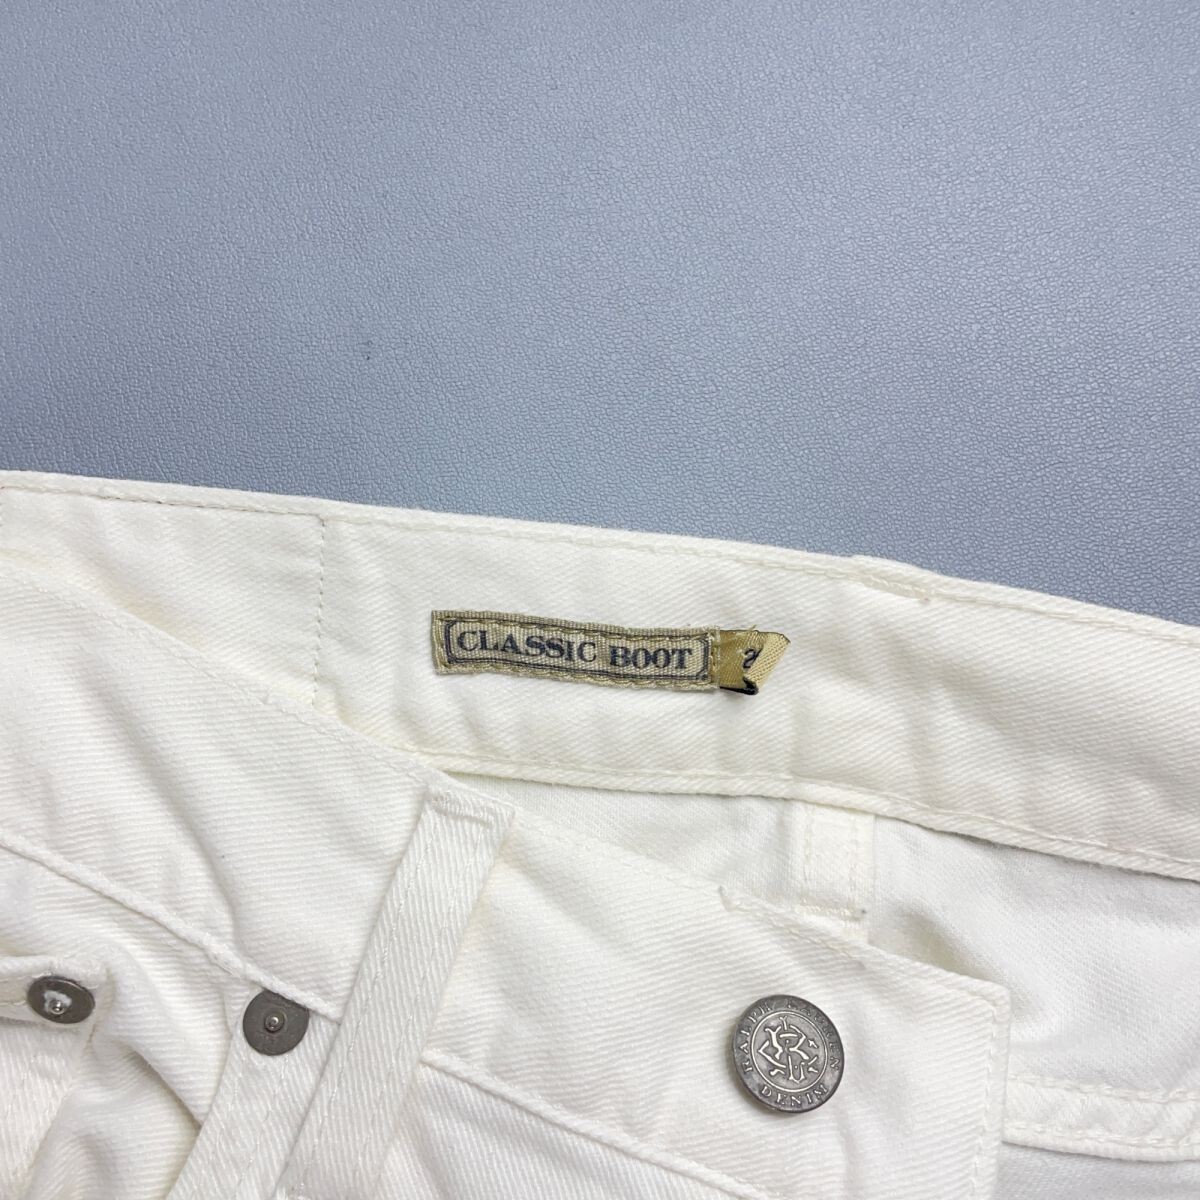 CLASSIC BOOT
2
RALPH LAUREN
DENIM